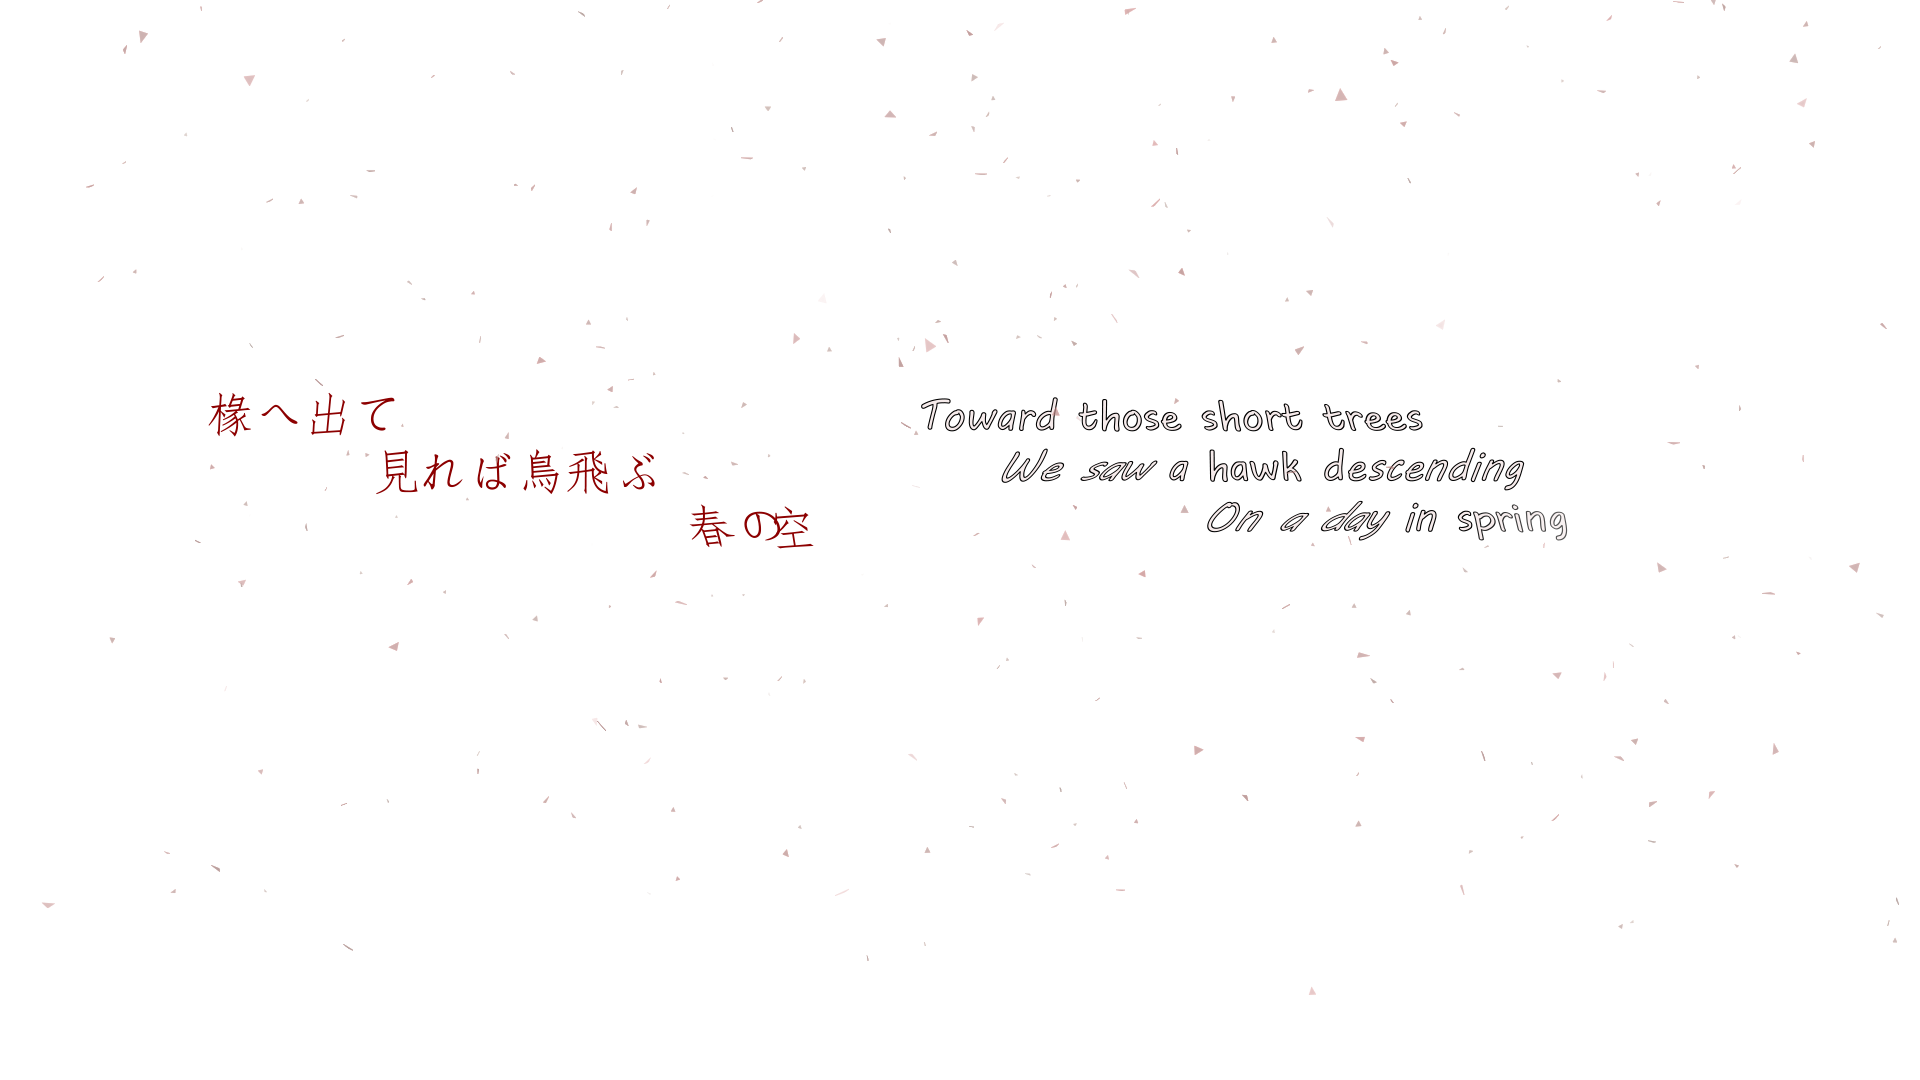 椽へ出て
見れば鳥飛ぶ
春の空
Toward those short trees
We saw a hawk descending
On a day in spring